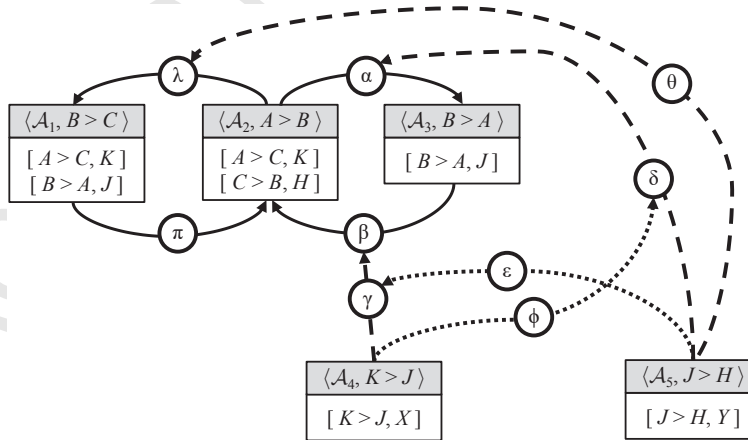 λ
α
θ
⟨𝒜₁, B > C⟩
[A > C, K]
[B > A, J]
⟨𝒜₂, A > B⟩
[A > C, K]
[C > B, H]
⟨𝒜₃, B > A⟩
[B > A, J]
δ
π
β
ε
γ
ϕ
⟨𝒜₄, K > J⟩
[K > J, X]
⟨𝒜₅, J > H⟩
[J > H, Y]